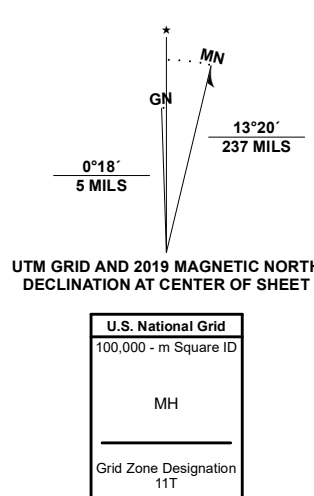 ★
MN
GN
13°20´
237 MILS
0°18´
5 MILS
UTM GRID AND 2019 MAGNETIC NORTH
DECLINATION AT CENTER OF SHEET
U.S. National Grid
100,000 - m Square ID
MH
Grid Zone Designation
11T